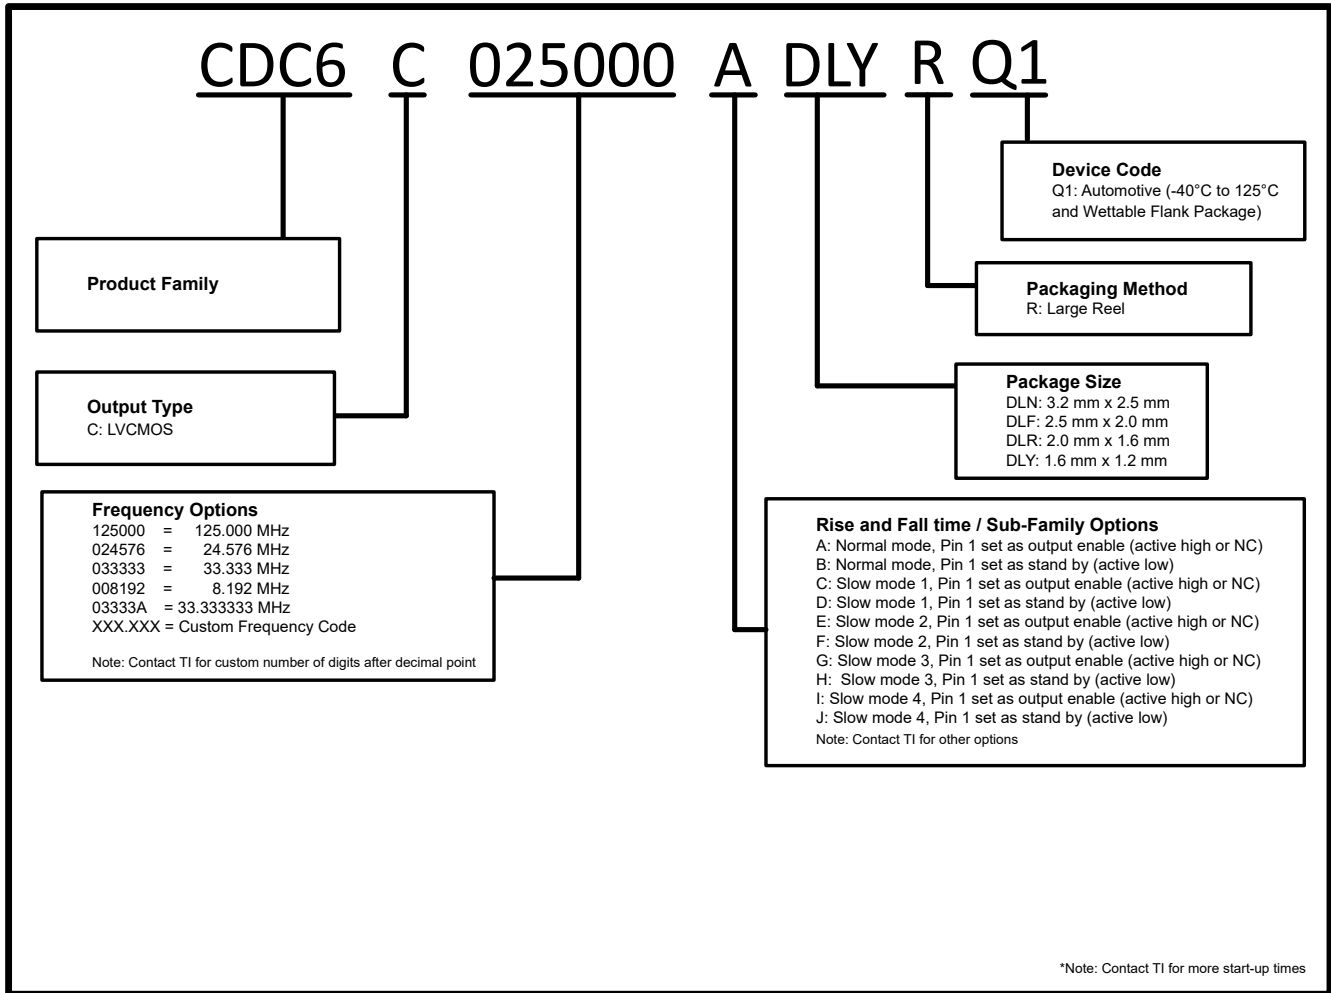 CDC6 C 025000 A DLY R Q1
Device Code
Q1: Automotive (-40°C to 125°C
and Wettable Flank Package)
Product Family
Packaging Method
R: Large Reel
Output Type
C: LVCMOS
Package Size
DLN: 3.2 mm x 2.5 mm
DLF: 2.5 mm x 2.0 mm
DLR: 2.0 mm x 1.6 mm
DLY: 1.6 mm x 1.2 mm
Frequency Options
125000 = 125.000 MHz
024576 = 24.576 MHz
033333 = 33.333 MHz
008192 = 8.192 MHz
03333A = 33.333333 MHz
XXX.XXX = Custom Frequency Code
Note: Contact TI for custom number of digits after decimal point
Rise and Fall time / Sub-Family Options
A: Normal mode, Pin 1 set as output enable (active high or NC)
B: Normal mode, Pin 1 set as stand by (active low)
C: Slow mode 1, Pin 1 set as output enable (active high or NC)
D: Slow mode 1, Pin 1 set as stand by (active low)
E: Slow mode 2, Pin 1 set as output enable (active high or NC)
F: Slow mode 2, Pin 1 set as stand by (active low)
G: Slow mode 3, Pin 1 set as output enable (active high or NC)
H: Slow mode 3, Pin 1 set as stand by (active low)
I: Slow mode 4, Pin 1 set as output enable (active high or NC)
J: Slow mode 4, Pin 1 set as stand by (active low)
Note: Contact TI for other options
*Note: Contact TI for more start-up times